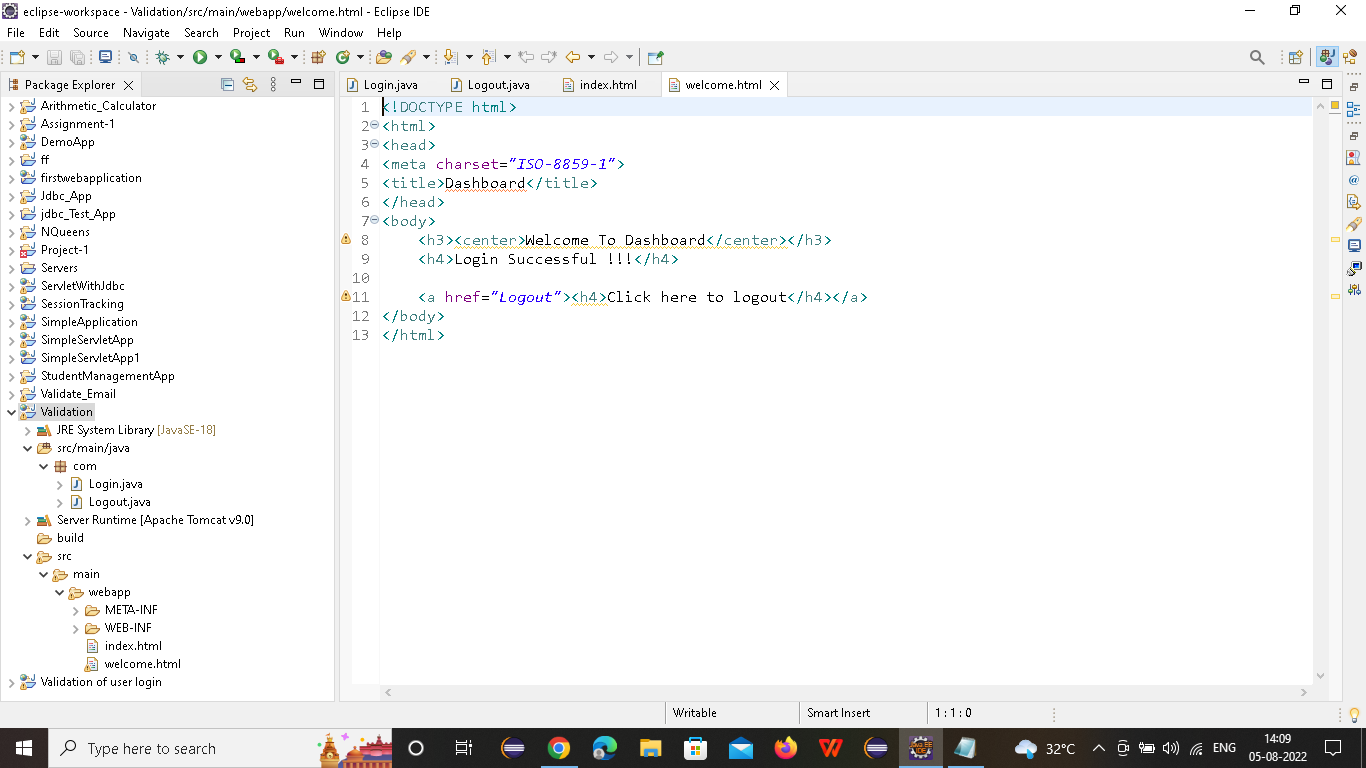 eclipse-workspace - Validation/src/main/webapp/welcome.html - Eclipse IDE
File Edit Source Navigate Search Project Run Window Help
Package Explorer
Arithmetic_Calculator
Assignment-1
DemoApp
ff
firstwebapplication
Jdbc_App
jdbc_Test_App
NQueens
Project-1
Servers
ServletWithJdbc
SessionTracking
SimpleApplication
SimpleServletApp
SimpleServletApp1
StudentManagementApp
Validate_Email
Validation
JRE System Library [JavaSE-18]
src/main/java
com
Login.java
Logout.java
Server Runtime [Apache Tomcat v9.0]
build
src
main
webapp
META-INF
WEB-INF
index.html
welcome.html
Validation of user login
Login.java Logout.java index.html welcome.html
1 <!DOCTYPE html>
2 <html>
3 <head>
4 <meta charset="ISO-8859-1">
5 <title>Dashboard</title>
6 </head>
7 <body>
8 <h3><center>Welcome To Dashboard</center></h3>
9 <h4>Login Successful !!!</h4>
10
11 <a href="Logout"><h4>Click here to logout</h4></a>
12 </body>
13 </html>
Writable Smart Insert 1 : 1 : 0
Type here to search
32°C ENG
14:09
05-08-2022